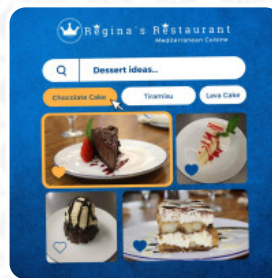 Regina's Restaurant
Mediterranean Cuisine
Dessert ideas...
Chocolate Cake
Tiramisu
Lava Cake